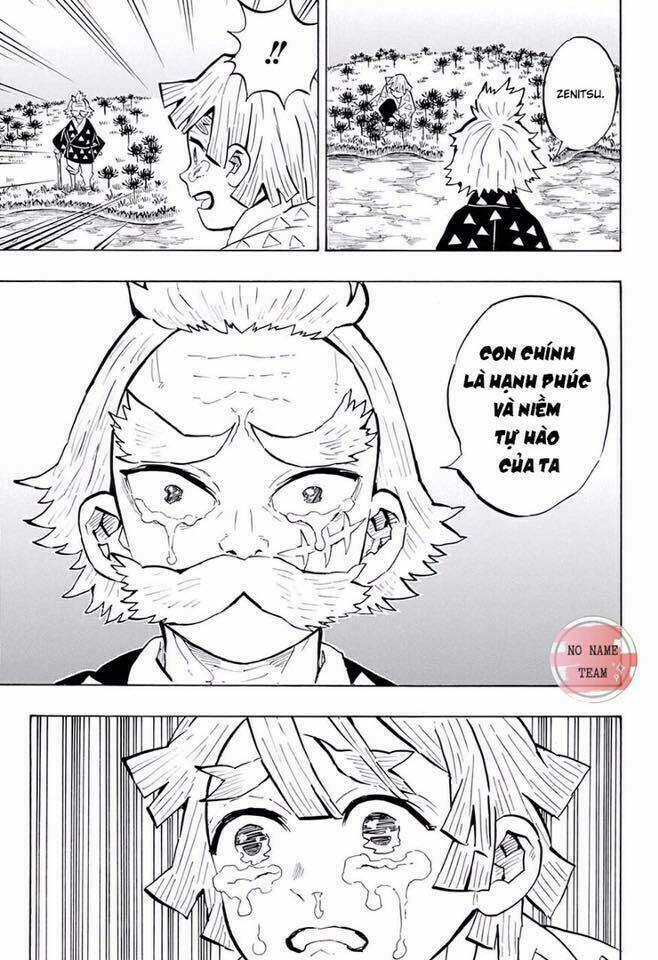 ZENITSU.
!!
CON CHÍNH
LÀ HẠNH PHÚC
VÀ NIỀM
TỰ HÀO
CỦA TA
NO NAME
TEAM